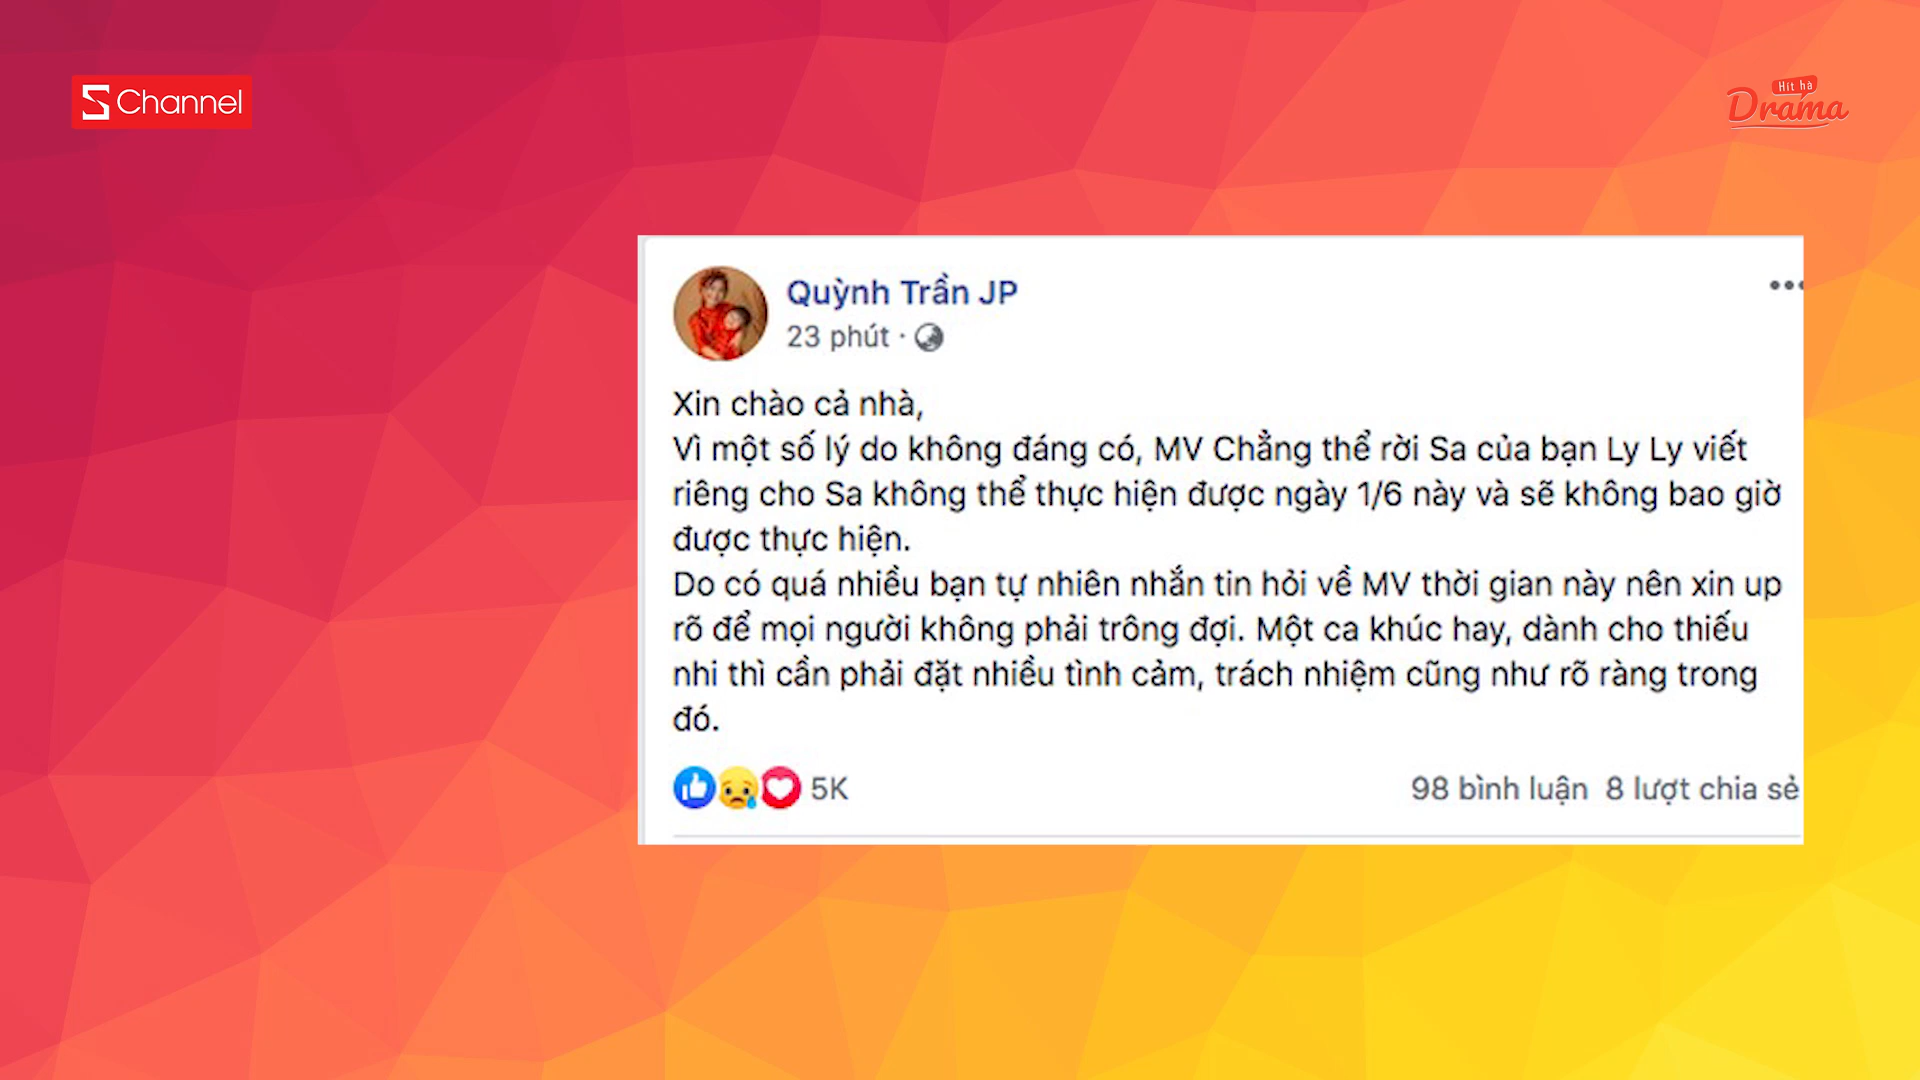 S Channel
Hít hà
Drama
Quỳnh Trần JP
23 phút ·
Xin chào cả nhà,
Vì một số lý do không đáng có, MV Chẳng thể rời Sa của bạn Ly Ly viết
riêng cho Sa không thể thực hiện được ngày 1/6 này và sẽ không bao giờ
được thực hiện.
Do có quá nhiều bạn tự nhiên nhắn tin hỏi về MV thời gian này nên xin up
rõ để mọi người không phải trông đợi. Một ca khúc hay, dành cho thiếu
nhi thì cần phải đặt nhiều tình cảm, trách nhiệm cũng như rõ ràng trong
đó.
5K
98 bình luận 8 lượt chia sẻ